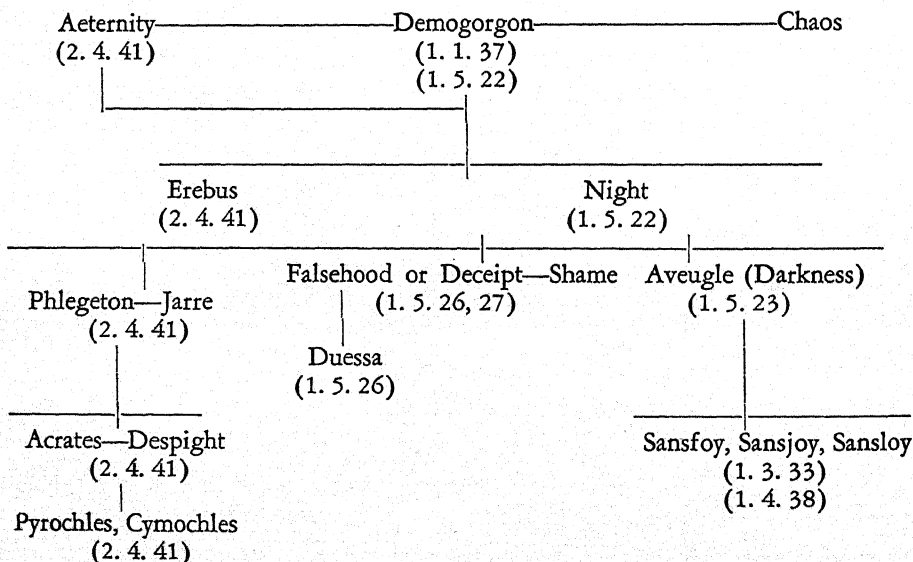 Aeternity—Demogorgon—Chaos
(2. 4. 41) (1. 1. 37)
(1. 5. 22)
Erebus Night
(2. 4. 41) (1. 5. 22)
Falsehood or Deceipt—Shame Aveugle (Darkness)
Phlegeton—Jarre (1. 5. 26, 27) (1. 5. 23)
(2. 4. 41)
Duessa
(1. 5. 26)
Acrates—Despight Sansfoy, Sansjoy, Sansloy
(2. 4. 41) (1. 3. 33)
(1. 4. 38)
Pyrochles, Cymochles
(2. 4. 41)